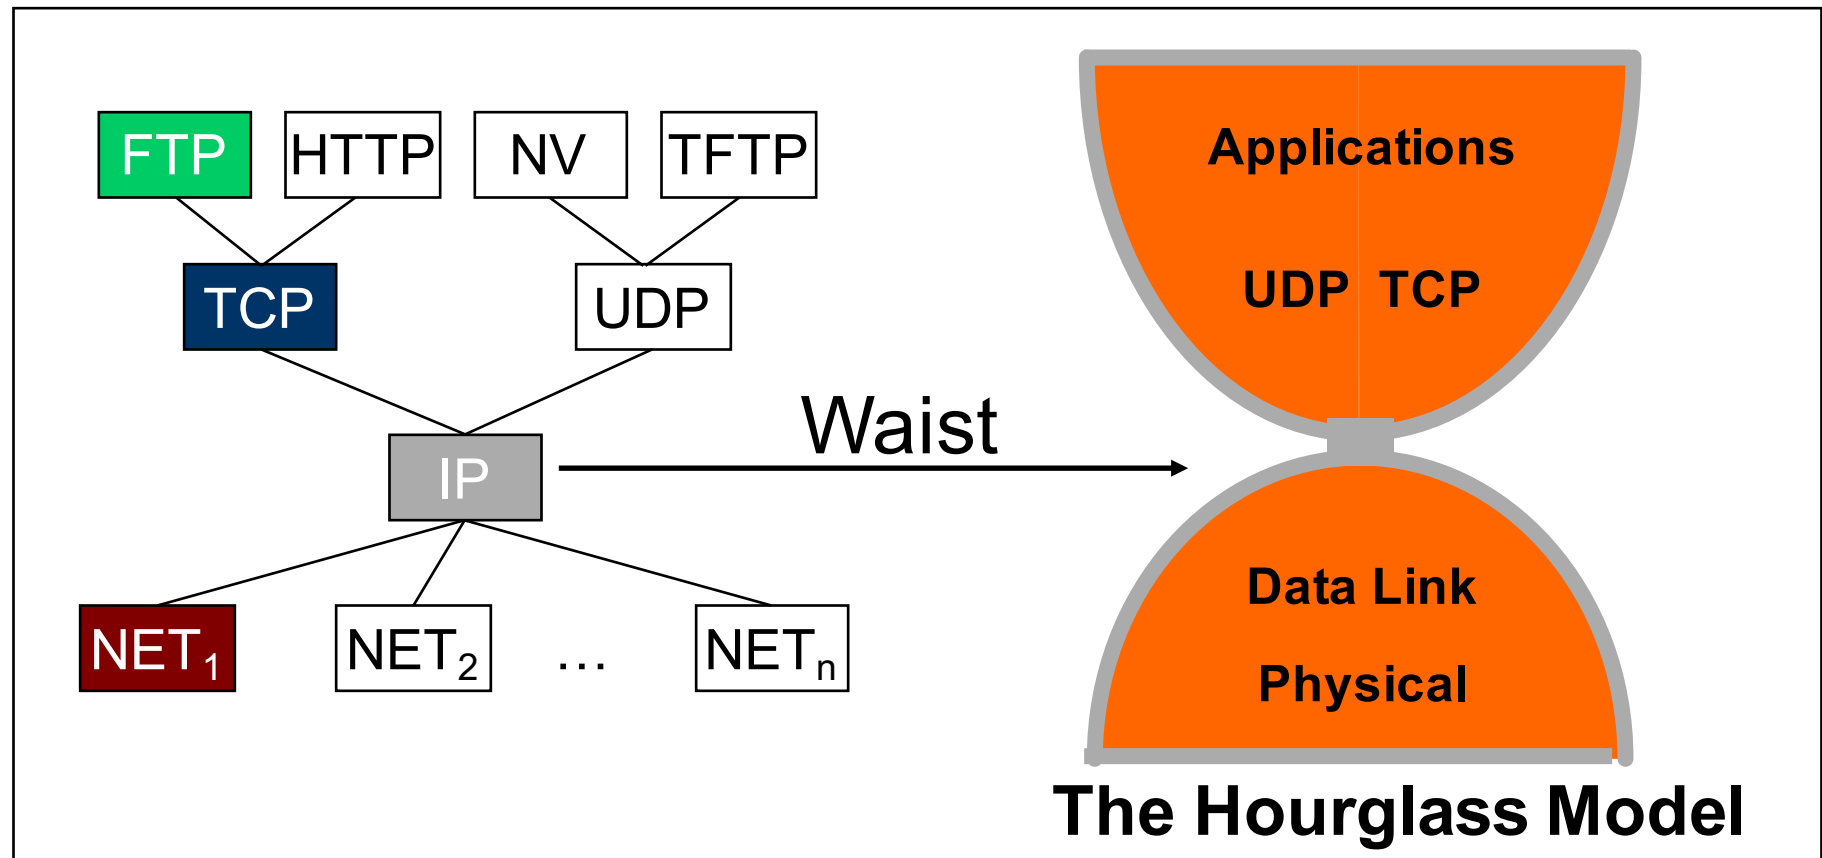 FTP HTTP NV TFTP
TCP UDP
IP
NET₁ NET₂ … NETₙ
Waist
Applications
UDP TCP
Data Link
Physical
The Hourglass Model